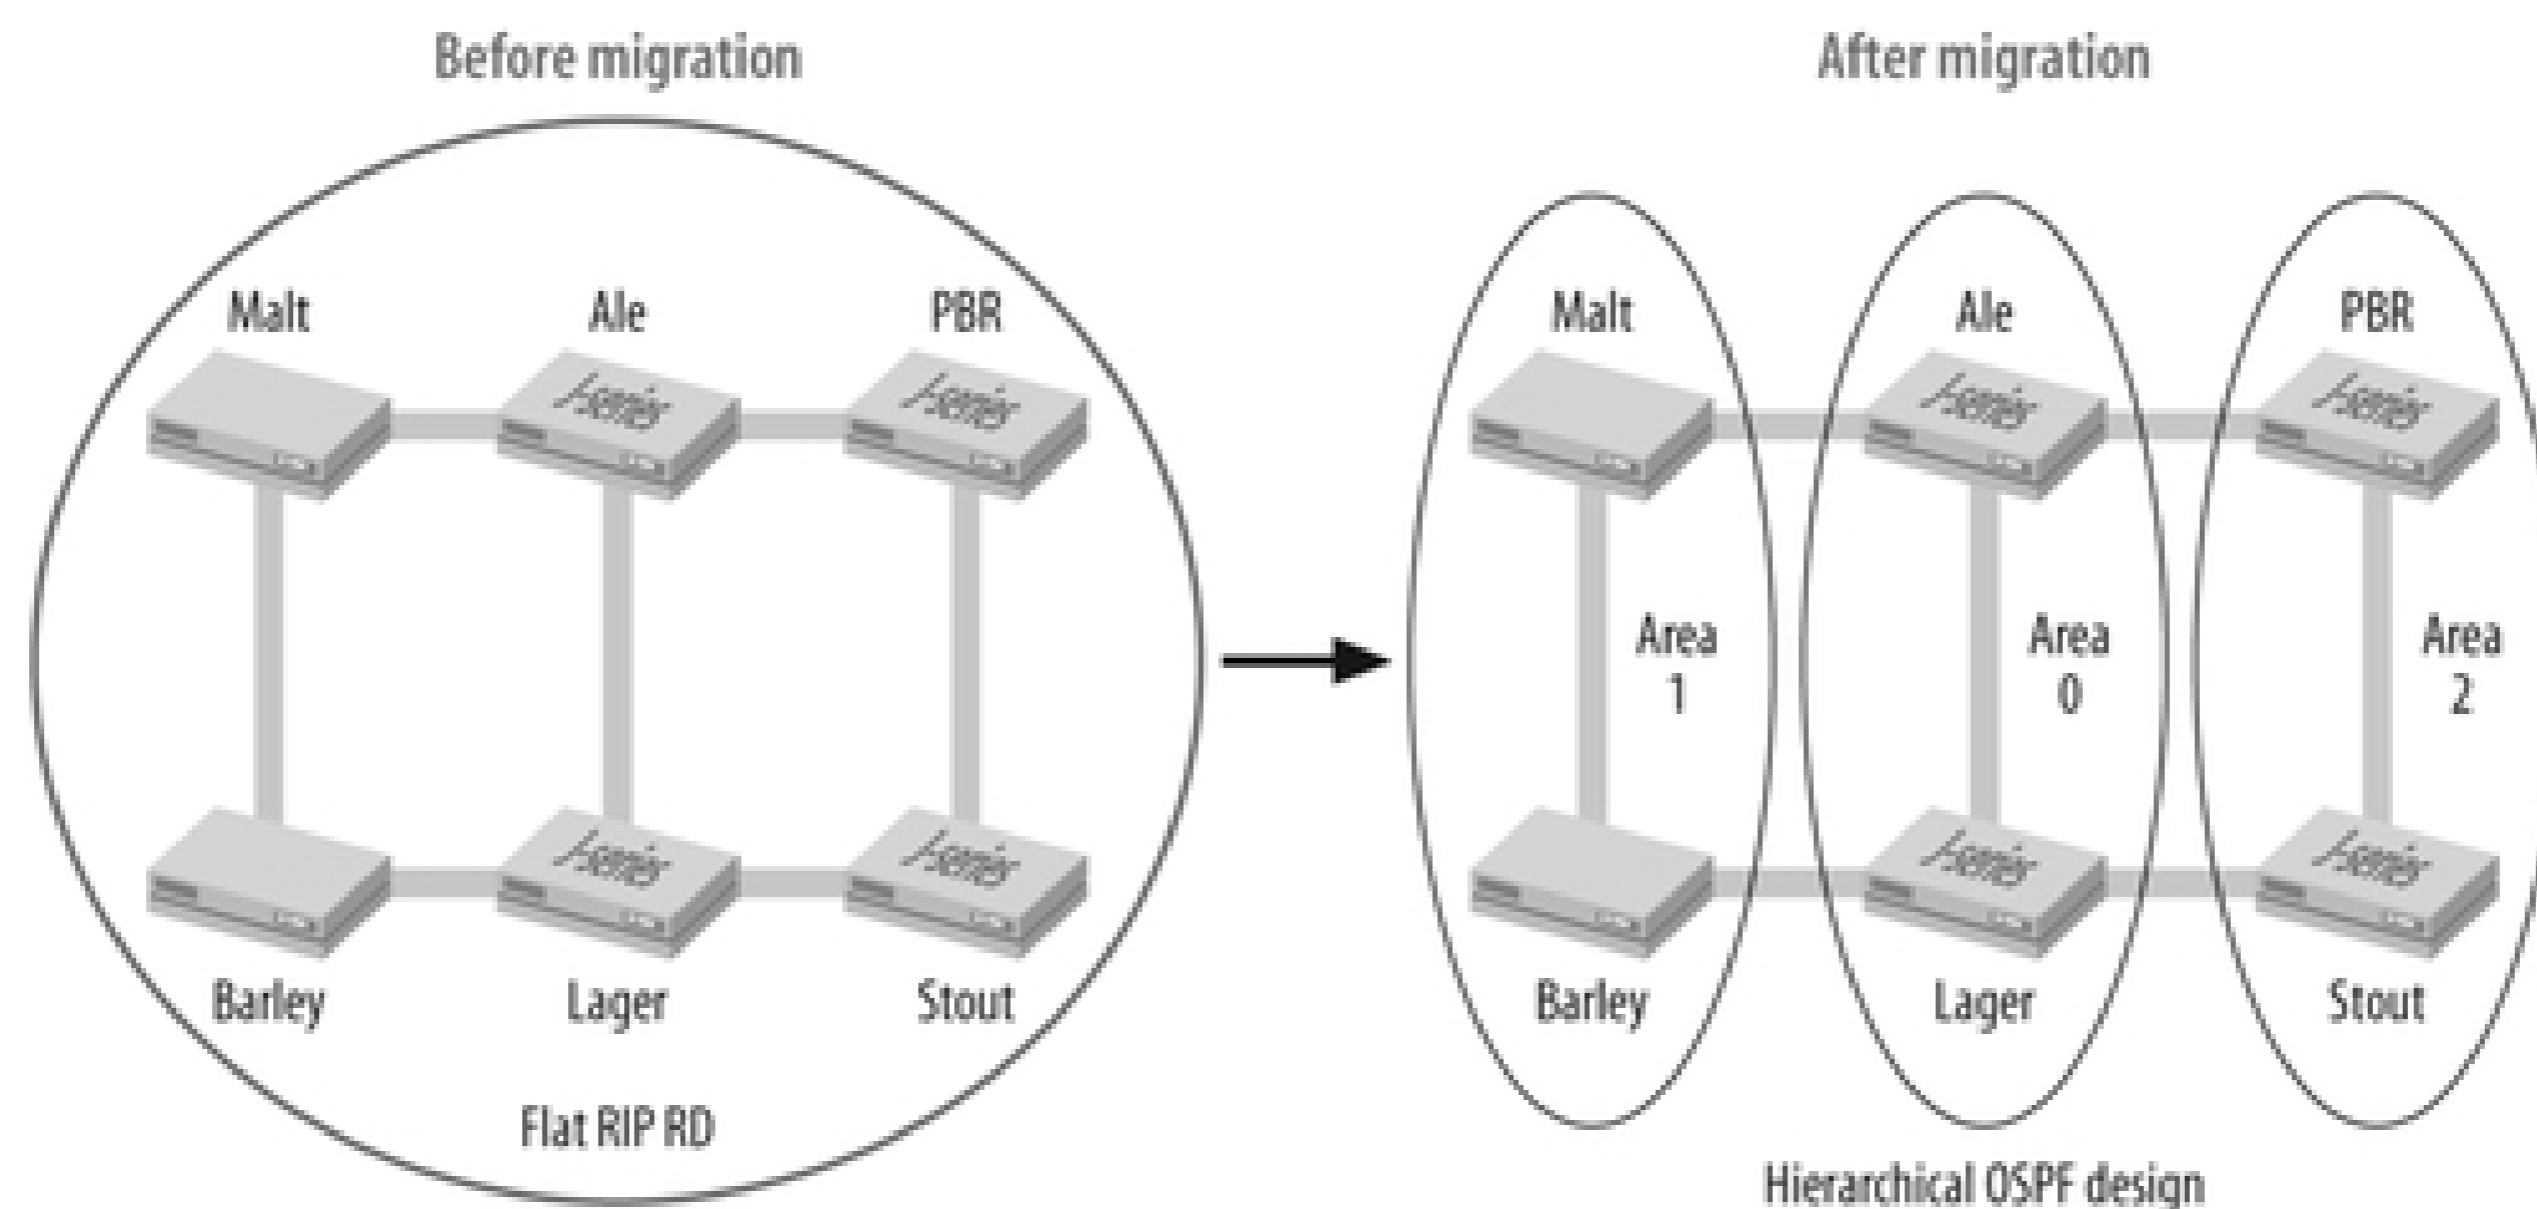 Before migration
Malt
Ale
PBR
J-series
J-series
J-series
J-series
Barley
Lager
Stout
Flat RIP RD
After migration
Malt
Ale
PBR
J-series
J-series
Area
1
Area
0
Area
2
J-series
J-series
Barley
Lager
Stout
Hierarchical OSPF design